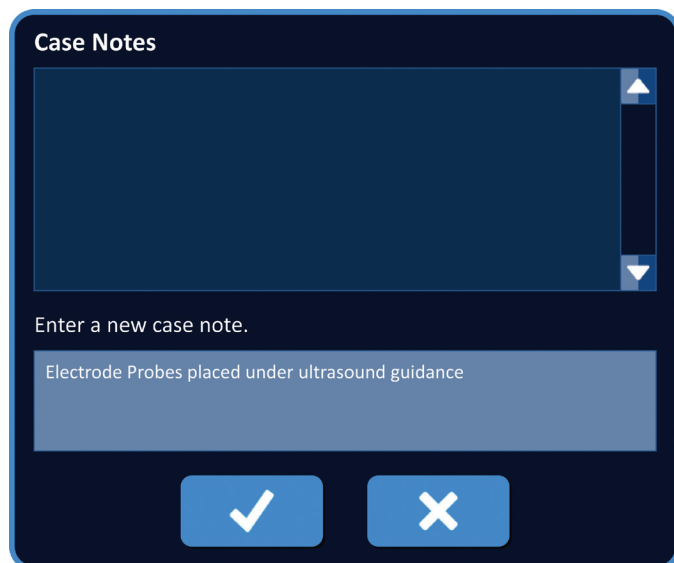 Case Notes
Enter a new case note.
Electrode Probes placed under ultrasound guidance